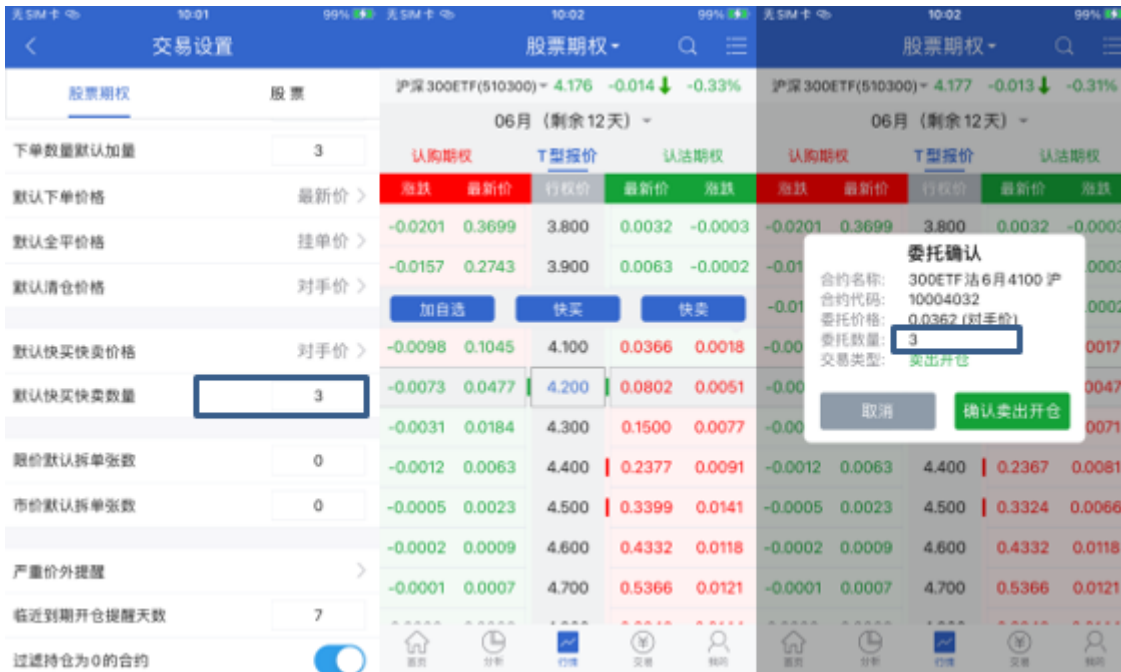 无SIM卡 10:01 99%
交易设置
股票期权 股票
下单数量默认加量 3
默认下单价格 最新价 >
默认全平价格 挂单价 >
默认清仓价格 对手价 >
默认快买快卖价格 对手价 >
默认快买快卖数量 3
限价默认拆单张数 0
市价默认拆单张数 0
严重价外提醒 >
临近到期开仓提醒天数 7
过滤持仓为0的合约
无SIM卡 10:02 99%
股票期权
沪深300ETF(510300) 4.176 -0.014 -0.33%
06月 (剩余12天)
认购期权 T型报价 认沽期权
涨跌 最新价 行权价 最新价 涨跌
-0.0201 0.3699 3.800 0.0032 -0.0003
-0.0157 0.2743 3.900 0.0063 -0.0002
加自选 快买 快卖
-0.0098 0.1045 4.100 0.0366 0.0018
-0.0073 0.0477 4.200 0.0802 0.0051
-0.0031 0.0184 4.300 0.1500 0.0077
-0.0012 0.0063 4.400 0.2377 0.0091
-0.0005 0.0023 4.500 0.3399 0.0141
-0.0002 0.0009 4.600 0.4332 0.0118
-0.0001 0.0007 4.700 0.5366 0.0121
首页 分析 行情 交易 我的
无SIM卡 10:02 99%
股票期权
沪深300ETF(510300) 4.177 -0.013 -0.31%
06月 (剩余12天)
认购期权 T型报价 认沽期权
涨跌 最新价 行权价 最新价 涨跌
-0.0201 0.3699 3.800 0.0032 -0.0003
委托确认
合约名称: 300ETF沽6月4100 沪
合约代码: 10004032
委托价格: 0.0362 (对手价)
委托数量: 3
交易类型: 卖出开仓
取消 确认卖出开仓
-0.0012 0.0063 4.400 0.2367 0.0081
-0.0005 0.0023 4.500 0.3324 0.0066
-0.0002 0.0009 4.600 0.4332 0.0118
-0.0001 0.0007 4.700 0.5366 0.0121
首页 分析 行情 交易 我的